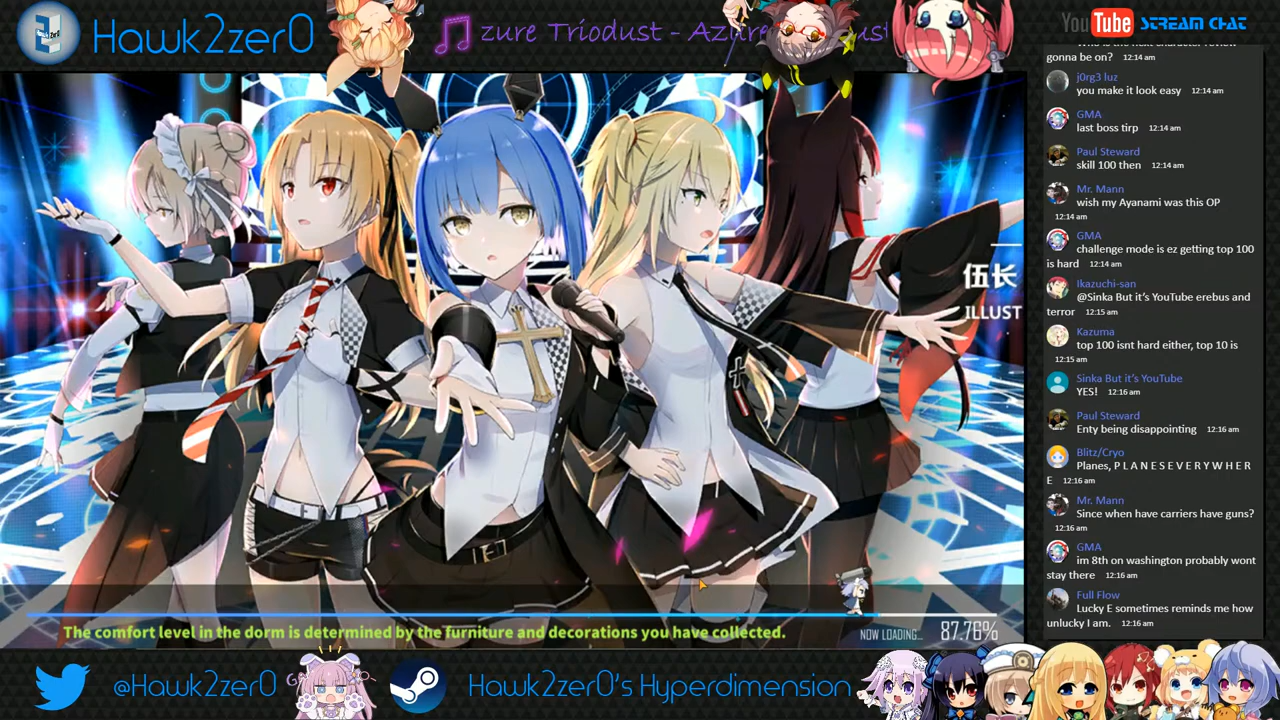 Hawk2zer0
zure Triodust - Azure
ust
You Tube STREAM CHAT
gonna be on? 12:14 am
j0rg3 luz
you make it look easy 12:14 am
GMA
last boss tirp 12:14 am
Paul Steward
skill 100 then 12:14 am
Mr. Mann
wish my Ayanami was this OP
12:14 am
GMA
challenge mode is ez getting top 100
is hard 12:14 am
Ikazuchi-san
@Sinka But it's YouTube erebus and
terror 12:15 am
Kazuma
top 100 isnt hard either, top 10 is
12:15 am
Sinka But it's YouTube
YES! 12:16 am
Paul Steward
Enty being disappointing 12:16 am
Blitz/Cryo
Planes, P L A N E S E V E R Y W H E R
E 12:16 am
Mr. Mann
Since when have carriers have guns?
12:16 am
GMA
im 8th on washington probably wont
stay there 12:16 am
Full Flow
Lucky E sometimes reminds me how
unlucky I am. 12:16 am
伍长
ILLUST
The comfort level in the dorm is determined by the furniture and decorations you have collected.
NOW LOADING... 87.78%
@Hawk2zer0
Hawk2zer0's Hyperdimension